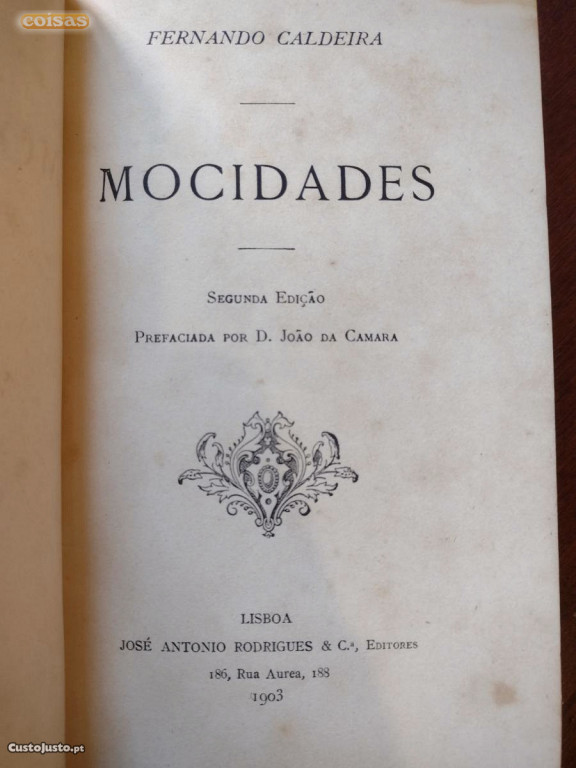 coisas
FERNANDO CALDEIRA
MOCIDADES
SEGUNDA EDIÇÃO
PREFACIADA POR D. JOÃO DA CAMARA
LISBOA
JOSÉ ANTONIO RODRIGUES & C.ª, EDITORES
186, Rua Aurea, 188
1903
CustoJusto.pt